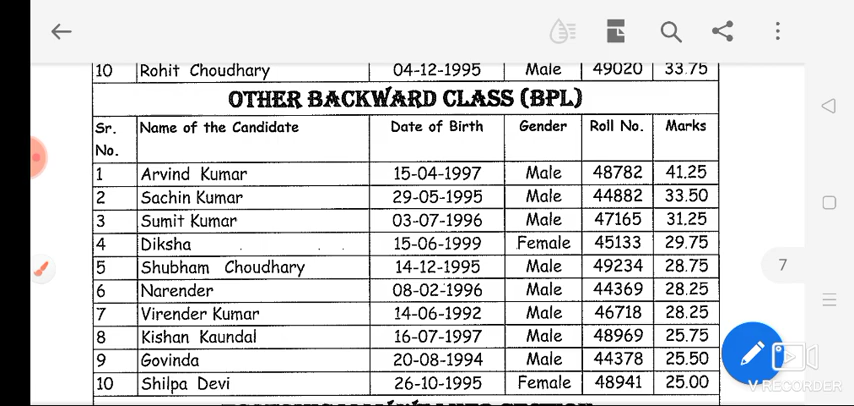 10 Rohit Choudhary 04-12-1995 Male 49020 33.75
OTHER BACKWARD CLASS (BPL)
Sr. No. Name of the Candidate Date of Birth Gender Roll No. Marks
1 Arvind Kumar 15-04-1997 Male 48782 41.25
2 Sachin Kumar 29-05-1995 Male 44882 33.50
3 Sumit Kumar 03-07-1996 Male 47165 31.25
4 Diksha 15-06-1999 Female 45133 29.75
5 Shubham Choudhary 14-12-1995 Male 49234 28.75
6 Narender 08-02-1996 Male 44369 28.25
7 Virender Kumar 14-06-1992 Male 46718 28.25
8 Kishan Kaundal 16-07-1997 Male 48969 25.75
9 Govinda 20-08-1994 Male 44378 25.50
10 Shilpa Devi 26-10-1995 Female 48941 25.00
7
V RECORDER